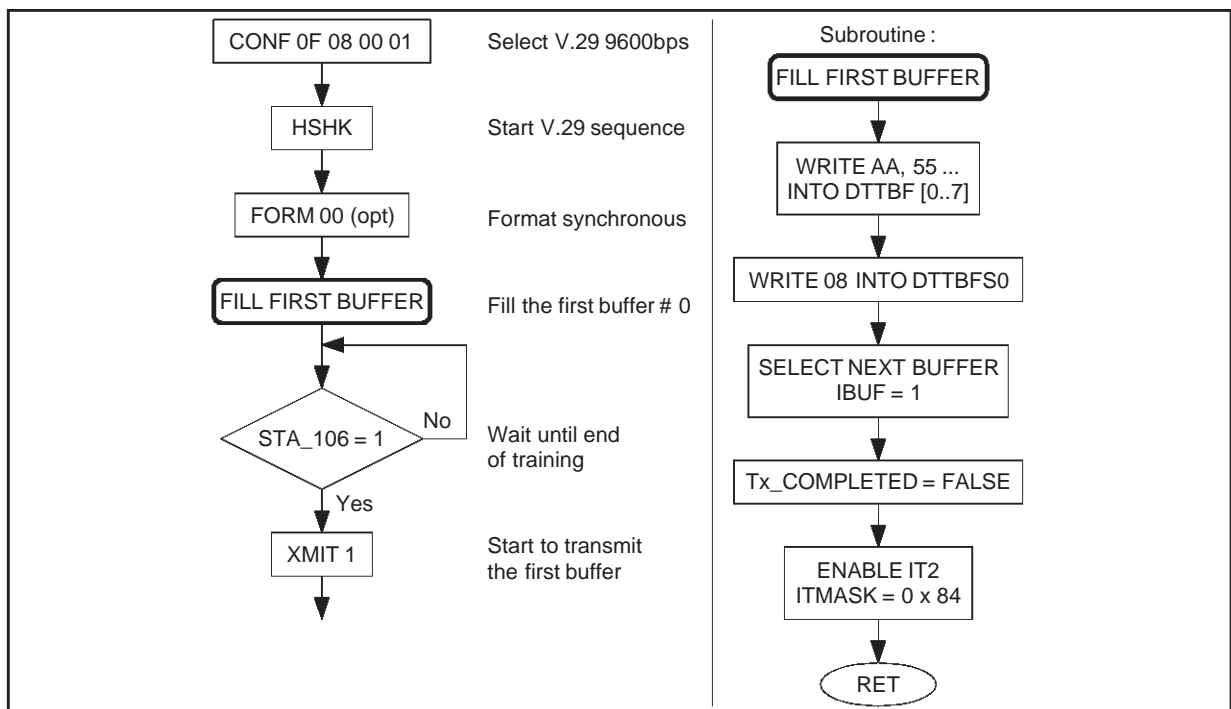 CONF 0F 08 00 01
Select V.29 9600bps
HSHK
Start V.29 sequence
FORM 00 (opt)
Format synchronous
FILL FIRST BUFFER
Fill the first buffer # 0
No
STA_106 = 1
Wait until end
of training
Yes
XMIT 1
Start to transmit
the first buffer
Subroutine :
FILL FIRST BUFFER
WRITE AA, 55 ...
INTO DTTBF [0..7]
WRITE 08 INTO DTTBFS0
SELECT NEXT BUFFER
IBUF = 1
Tx_COMPLETED = FALSE
ENABLE IT2
ITMASK = 0 x 84
RET